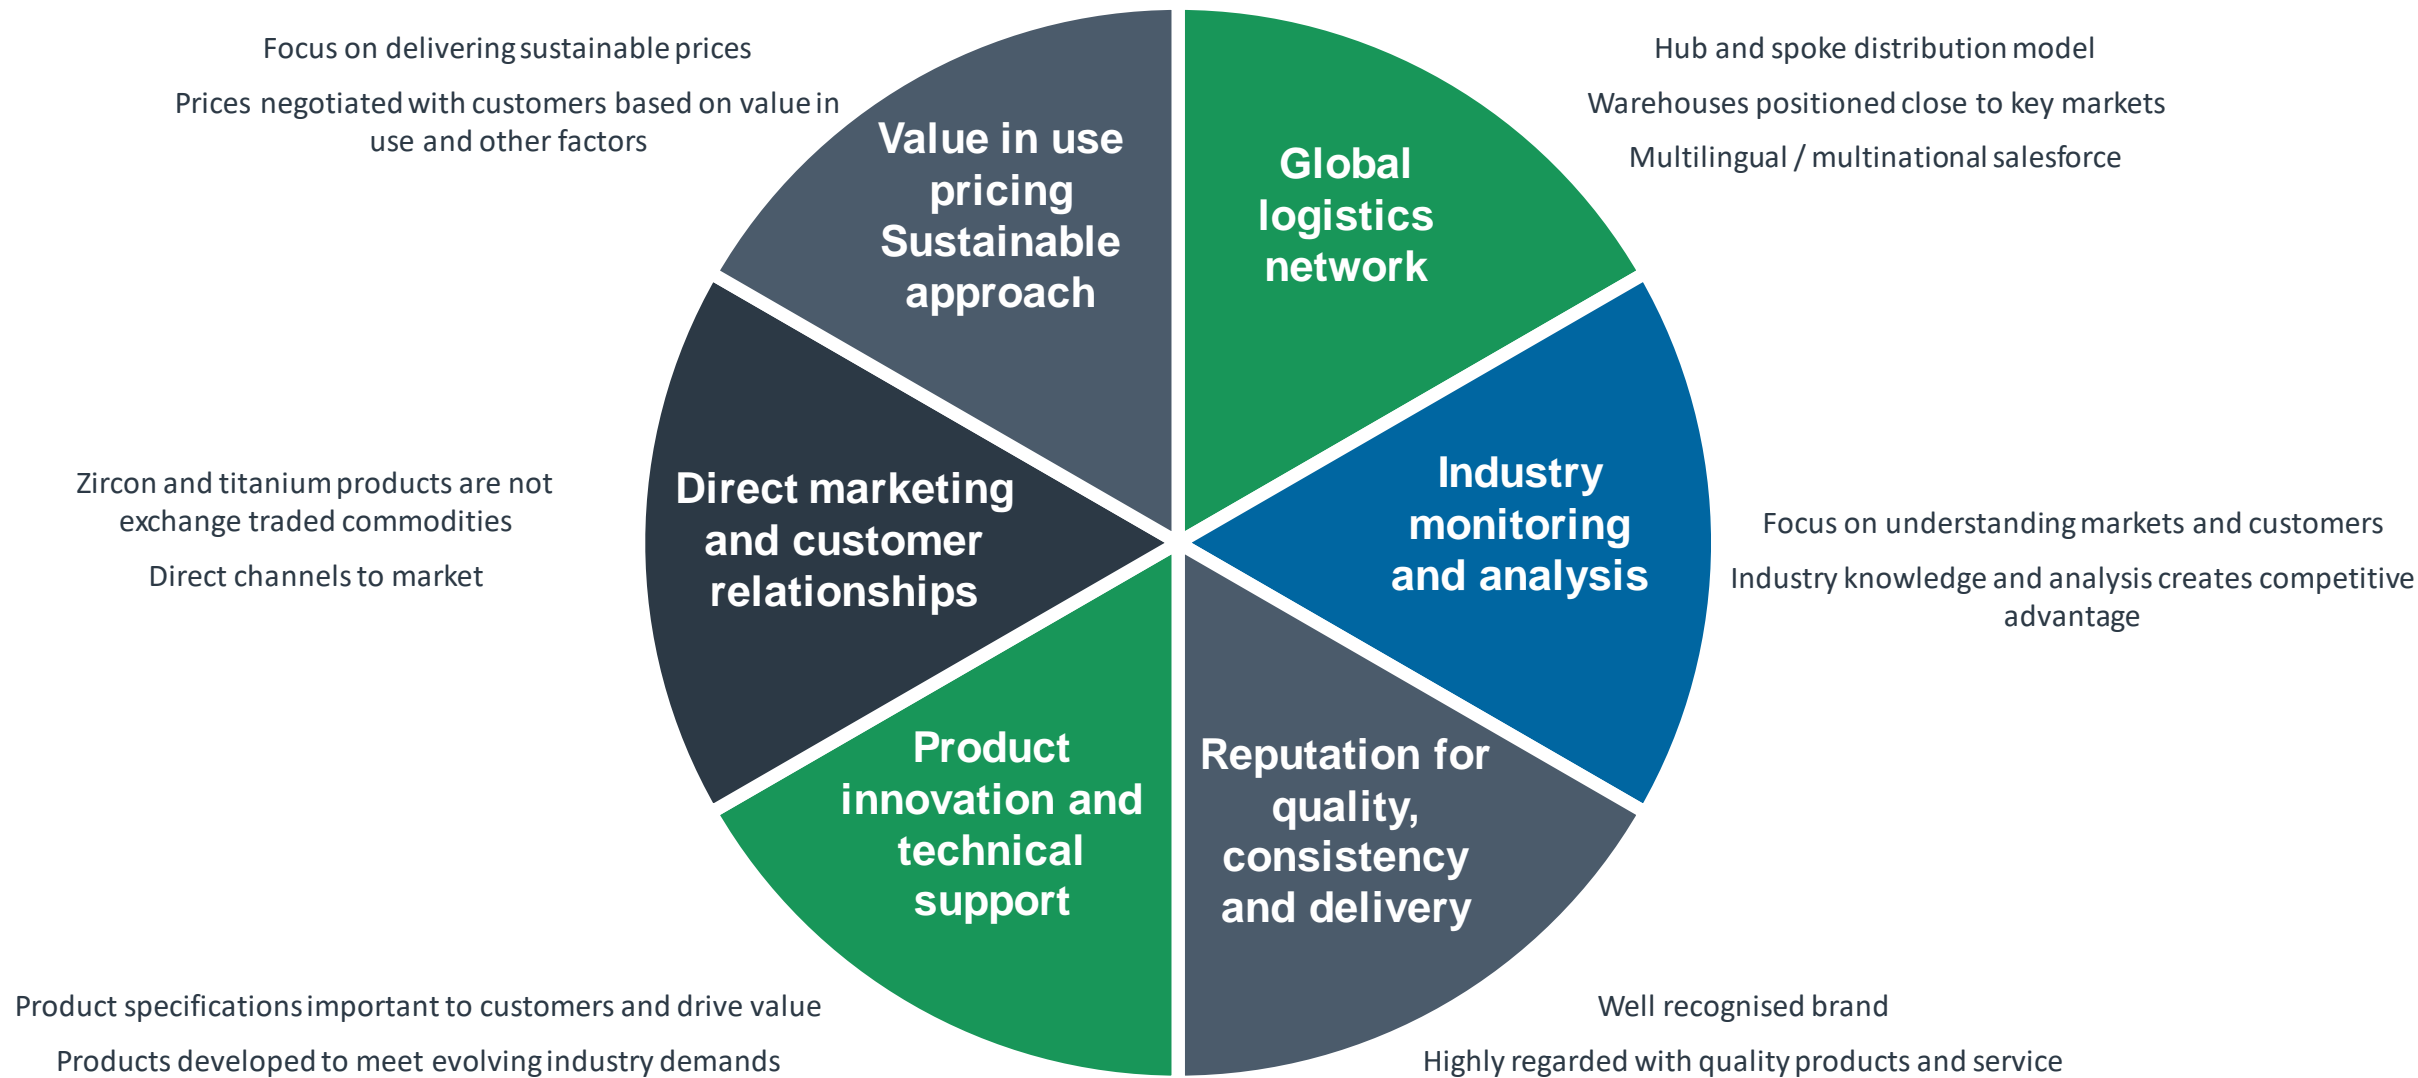 Focus on delivering sustainable prices
Prices negotiated with customers based on value in
use and other factors
Value in use
pricing
Sustainable
approach
Global
logistics
network
Hub and spoke distribution model
Warehouses positioned close to key markets
Multilingual / multinational salesforce
Zircon and titanium products are not
exchange traded commodities
Direct channels to market
Direct marketing
and customer
relationships
Industry
monitoring
and analysis
Focus on understanding markets and customers
Industry knowledge and analysis creates competitive
advantage
Product
innovation and
technical
support
Reputation for
quality,
consistency
and delivery
Product specifications important to customers and drive value
Products developed to meet evolving industry demands
Well recognised brand
Highly regarded with quality products and service